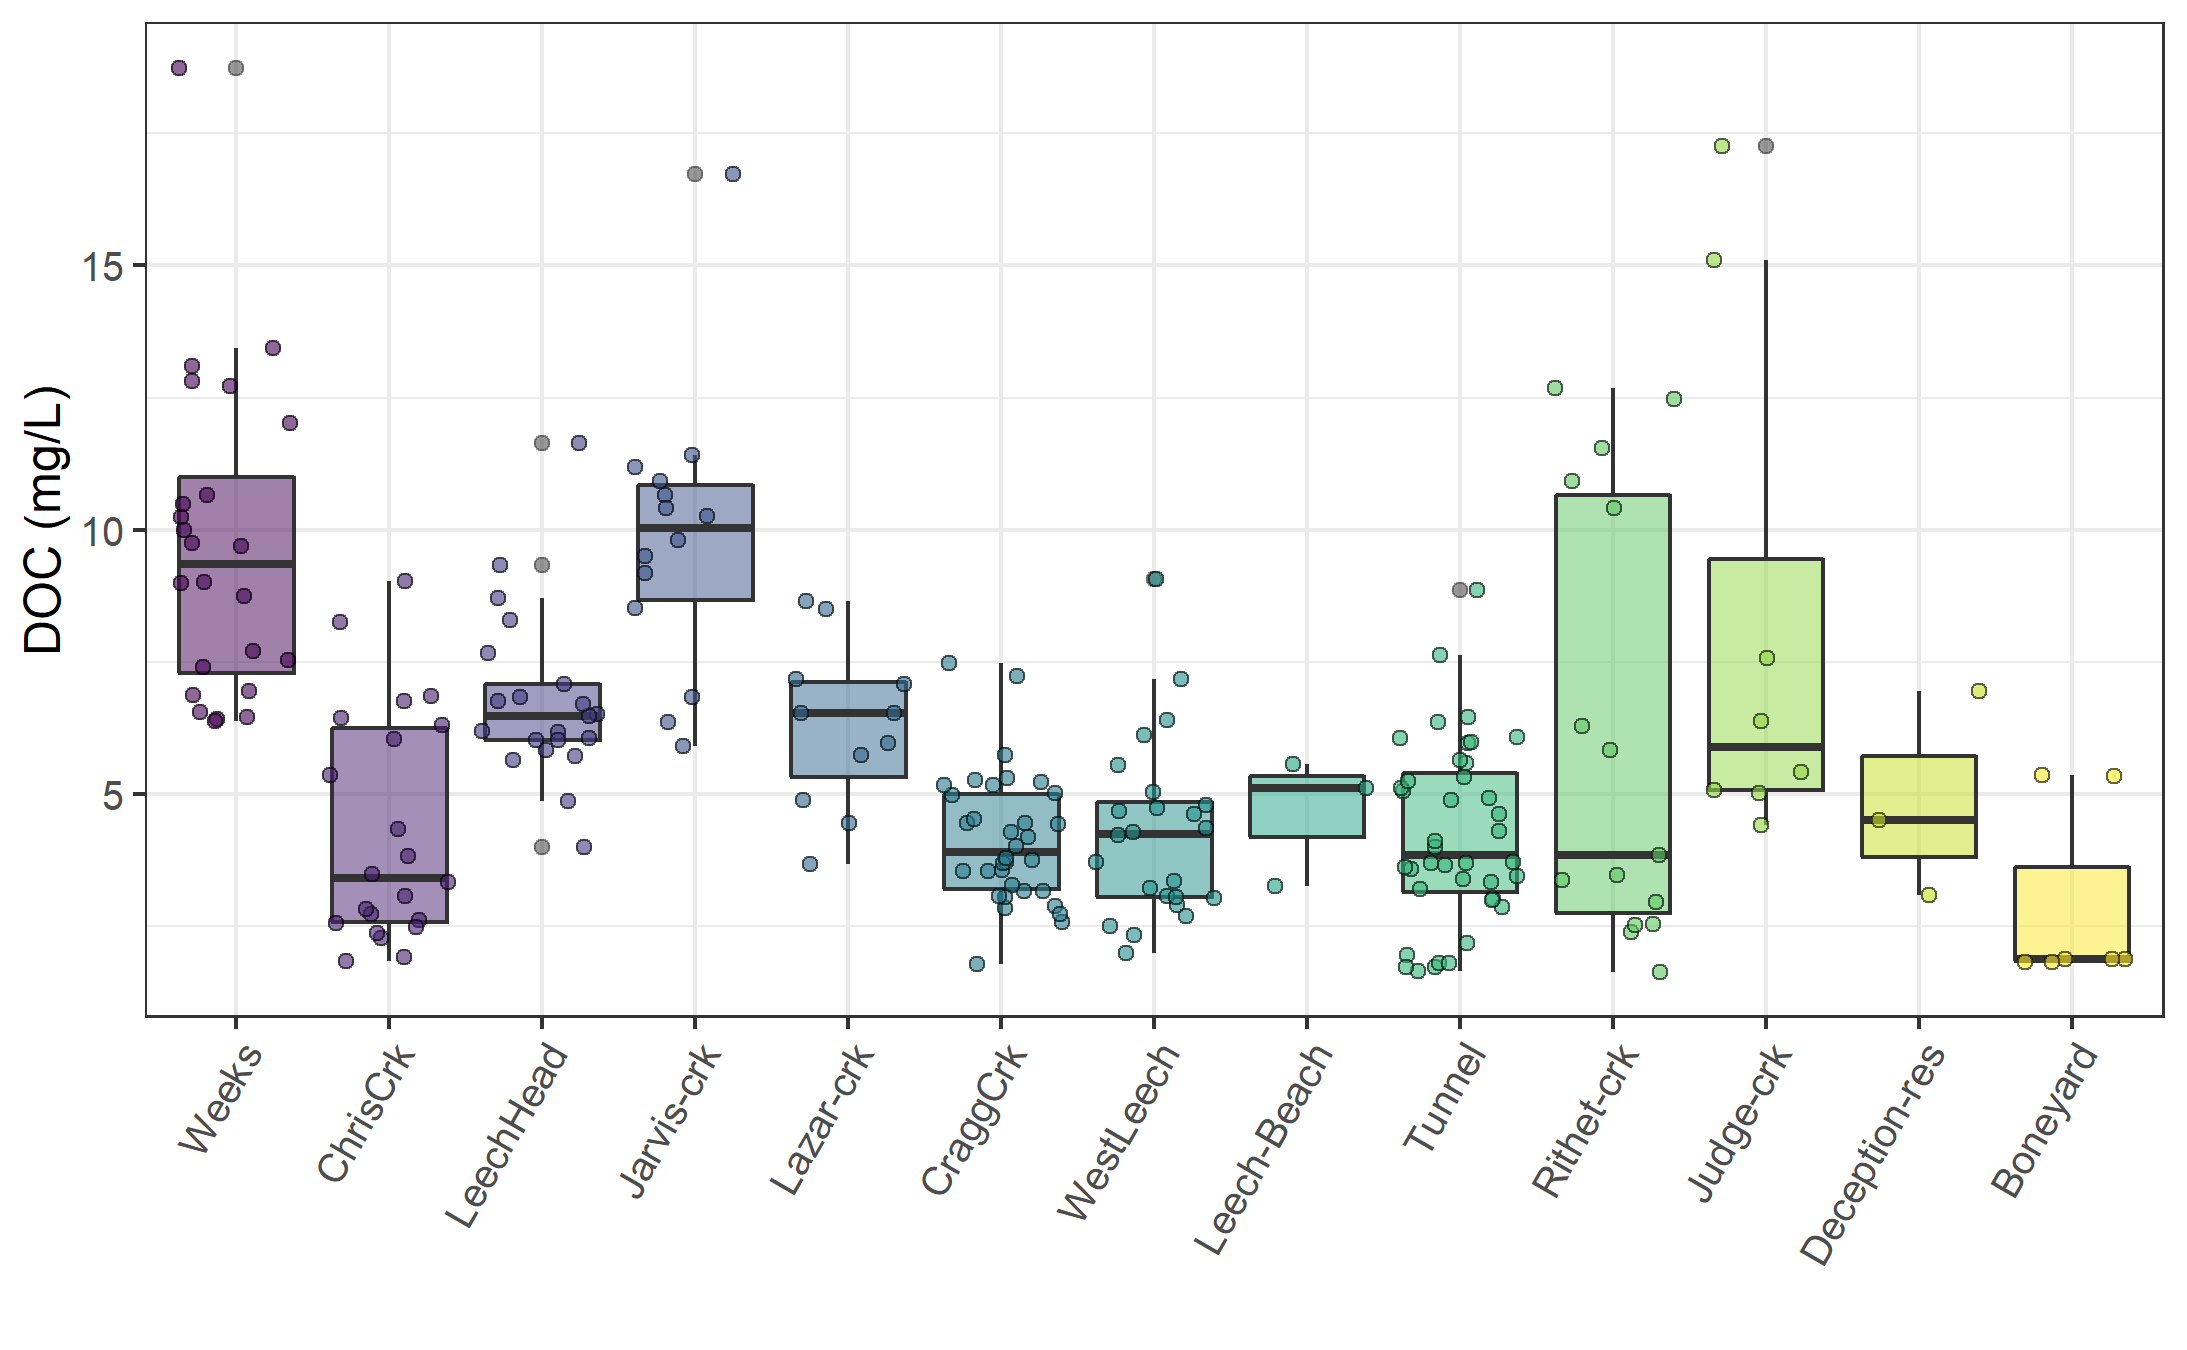 DOC (mg/L)
15
10
5
Weeks
ChrisCrk
LeechHead
Jarvis-crk
Lazar-crk
CraggCrk
WestLeech
Leech-Beach
Tunnel
Rithet-crk
Judge-crk
Deception-res
Boneyard